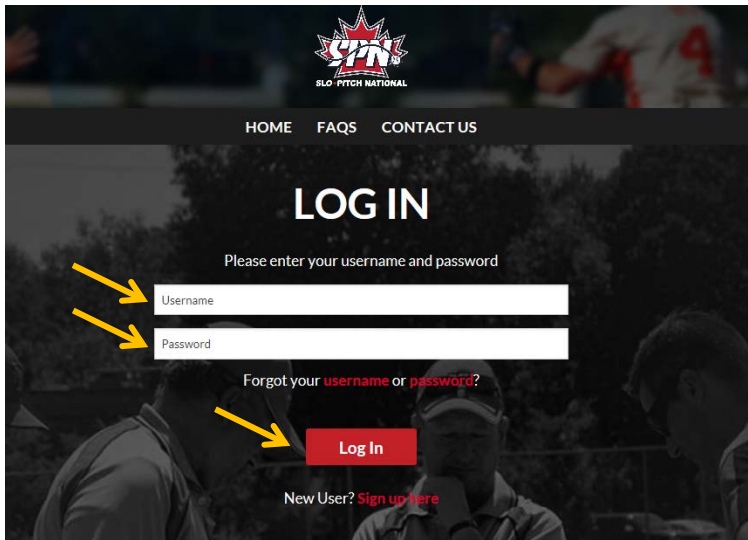 4
SPN
SLO·PITCH NATIONAL
HOME FAQS CONTACT US
LOG IN
Please enter your username and password
Username
Password
Forgot your username or password?
Log In
New User? Sign up here